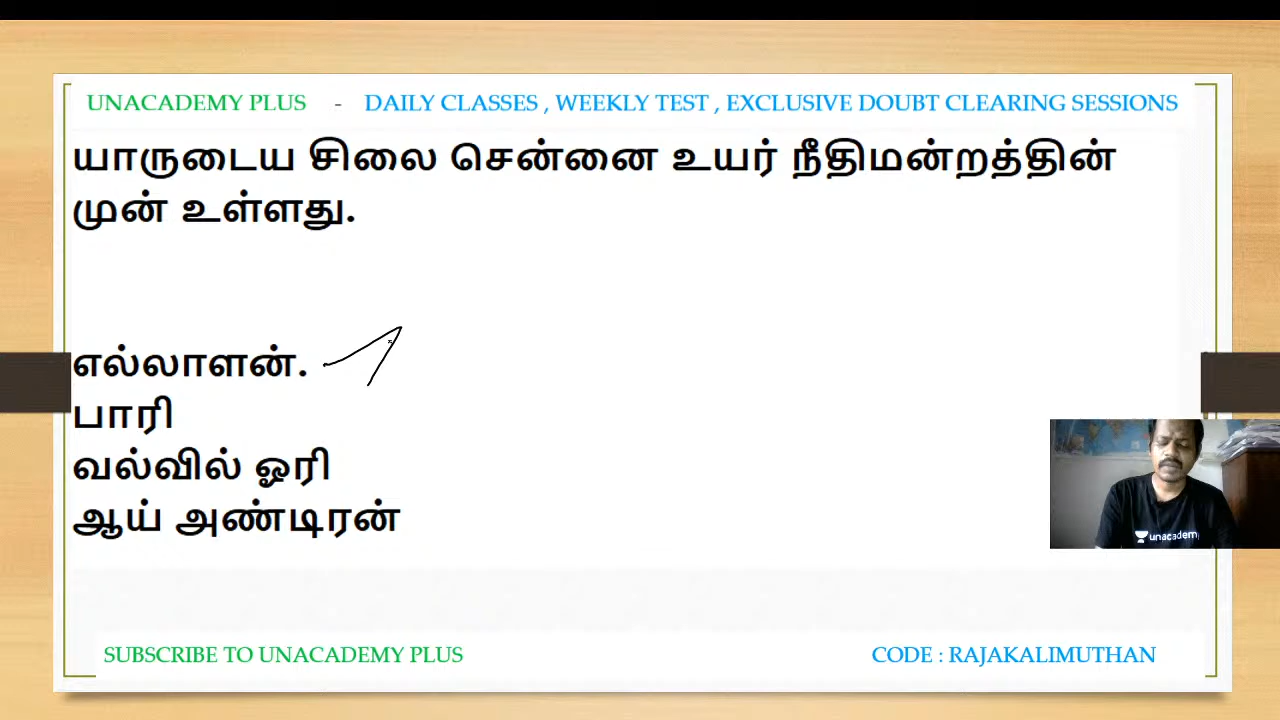 UNACADEMY PLUS - DAILY CLASSES , WEEKLY TEST , EXCLUSIVE DOUBT CLEARING SESSIONS
யாருடைய சிலை சென்னை உயர் நீதிமன்றத்தின்
முன் உள்ளது.
எல்லாளன்.
பாரி
வல்வில் ஓரி
ஆய் அண்டிரன்
unacademy
SUBSCRIBE TO UNACADEMY PLUS
CODE : RAJAKALIMUTHAN